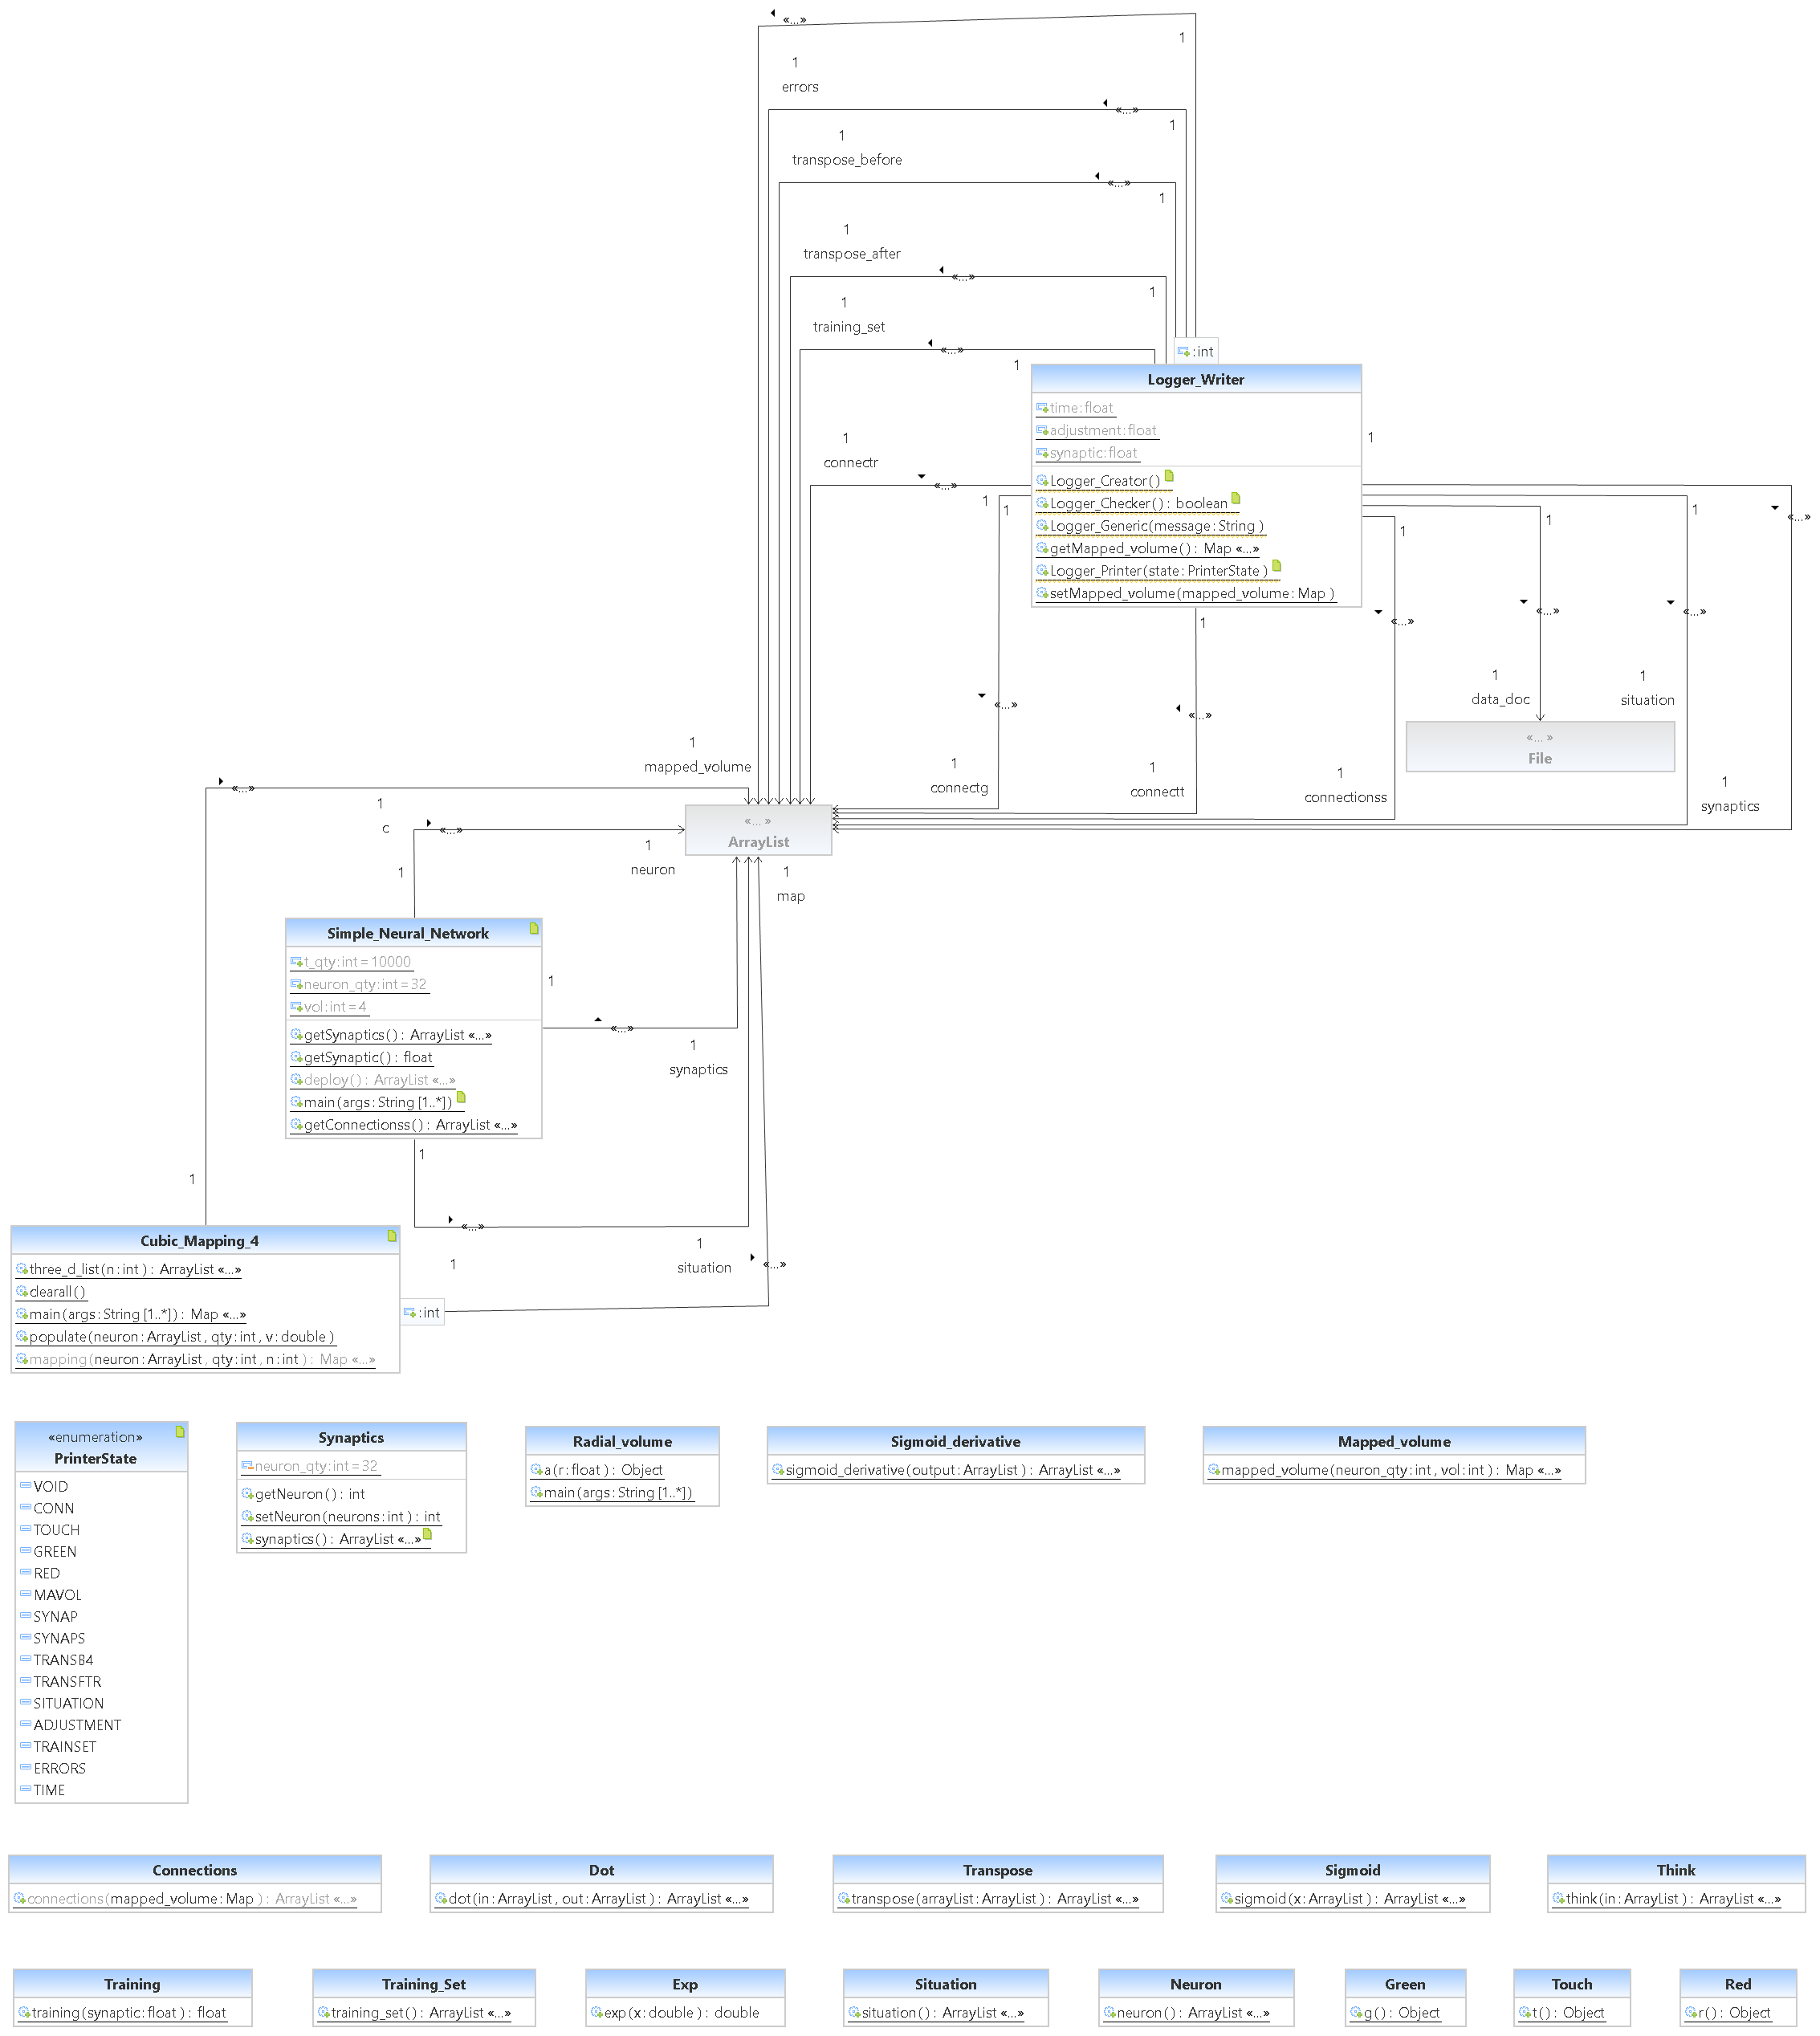 «...»
1
1
errors
«...»
1
1
transpose_before
«...»
1
1
transpose_after
«...»
1
1
training_set
«...»
1
:int
Logger_Writer
time:float
adjustment:float
synaptic:float
Logger_Creator()
Logger_Checker() : boolean
Logger_Generic(message:String )
getMapped_volume() : Map «...»
Logger_Printer(state:PrinterState )
setMapped_volume(mapped_volume:Map )
1
connectr
«...»
1
1
1
1
1
1
1
«...»
«...»
«...»
«...»
1
«...»
«...»
1
data_doc
1
situation
«... »
File
1
mapped_volume
1
connectg
1
connectt
1
connectionss
1
synaptics
«...»
1
c
«...»
«... »
ArrayList
1
neuron
1
1
map
Simple_Neural_Network
t_qty:int=10000
neuron_qty:int=32
vol:int=4
getSynaptics() : ArrayList «...»
getSynaptic() : float
deploy() : ArrayList «...»
main(args:String [1..*])
getConnectionss() : ArrayList «...»
1
«...»
1
synaptics
1
1
«...»
1
1
situation
«...»
Cubic_Mapping_4
three_d_list(n:int ) : ArrayList «...»
clearall()
main(args:String [1..*]) : Map «...»
populate(neuron:ArrayList , qty:int , v:double )
mapping(neuron:ArrayList , qty:int , n:int ) : Map «...»
:int
«enumeration»
PrinterState
VOID
CONN
TOUCH
GREEN
RED
MAVOL
SYNAP
SYNAPS
TRANSB4
TRANSFTR
SITUATION
ADJUSTMENT
TRAINSET
ERRORS
TIME
Synaptics
neuron_qty:int=32
getNeuron() : int
setNeuron(neurons:int ) : int
synaptics() : ArrayList «...»
Radial_volume
a(r:float ) : Object
main(args:String [1..*])
Sigmoid_derivative
sigmoid_derivative(output:ArrayList ) : ArrayList «...»
Mapped_volume
mapped_volume(neuron_qty:int , vol:int ) : Map «...»
Connections
connections(mapped_volume:Map ) : ArrayList «...»
Dot
dot(in:ArrayList , out:ArrayList ) : ArrayList «...»
Transpose
transpose(arrayList:ArrayList ) : ArrayList «...»
Sigmoid
sigmoid(x:ArrayList ) : ArrayList «...»
Think
think(in:ArrayList ) : ArrayList «...»
Training
training(synaptic:float ) : float
Training_Set
training_set() : ArrayList «...»
Exp
exp(x:double ) : double
Situation
situation() : ArrayList «...»
Neuron
neuron() : ArrayList «...»
Green
g() : Object
Touch
t() : Object
Red
r() : Object